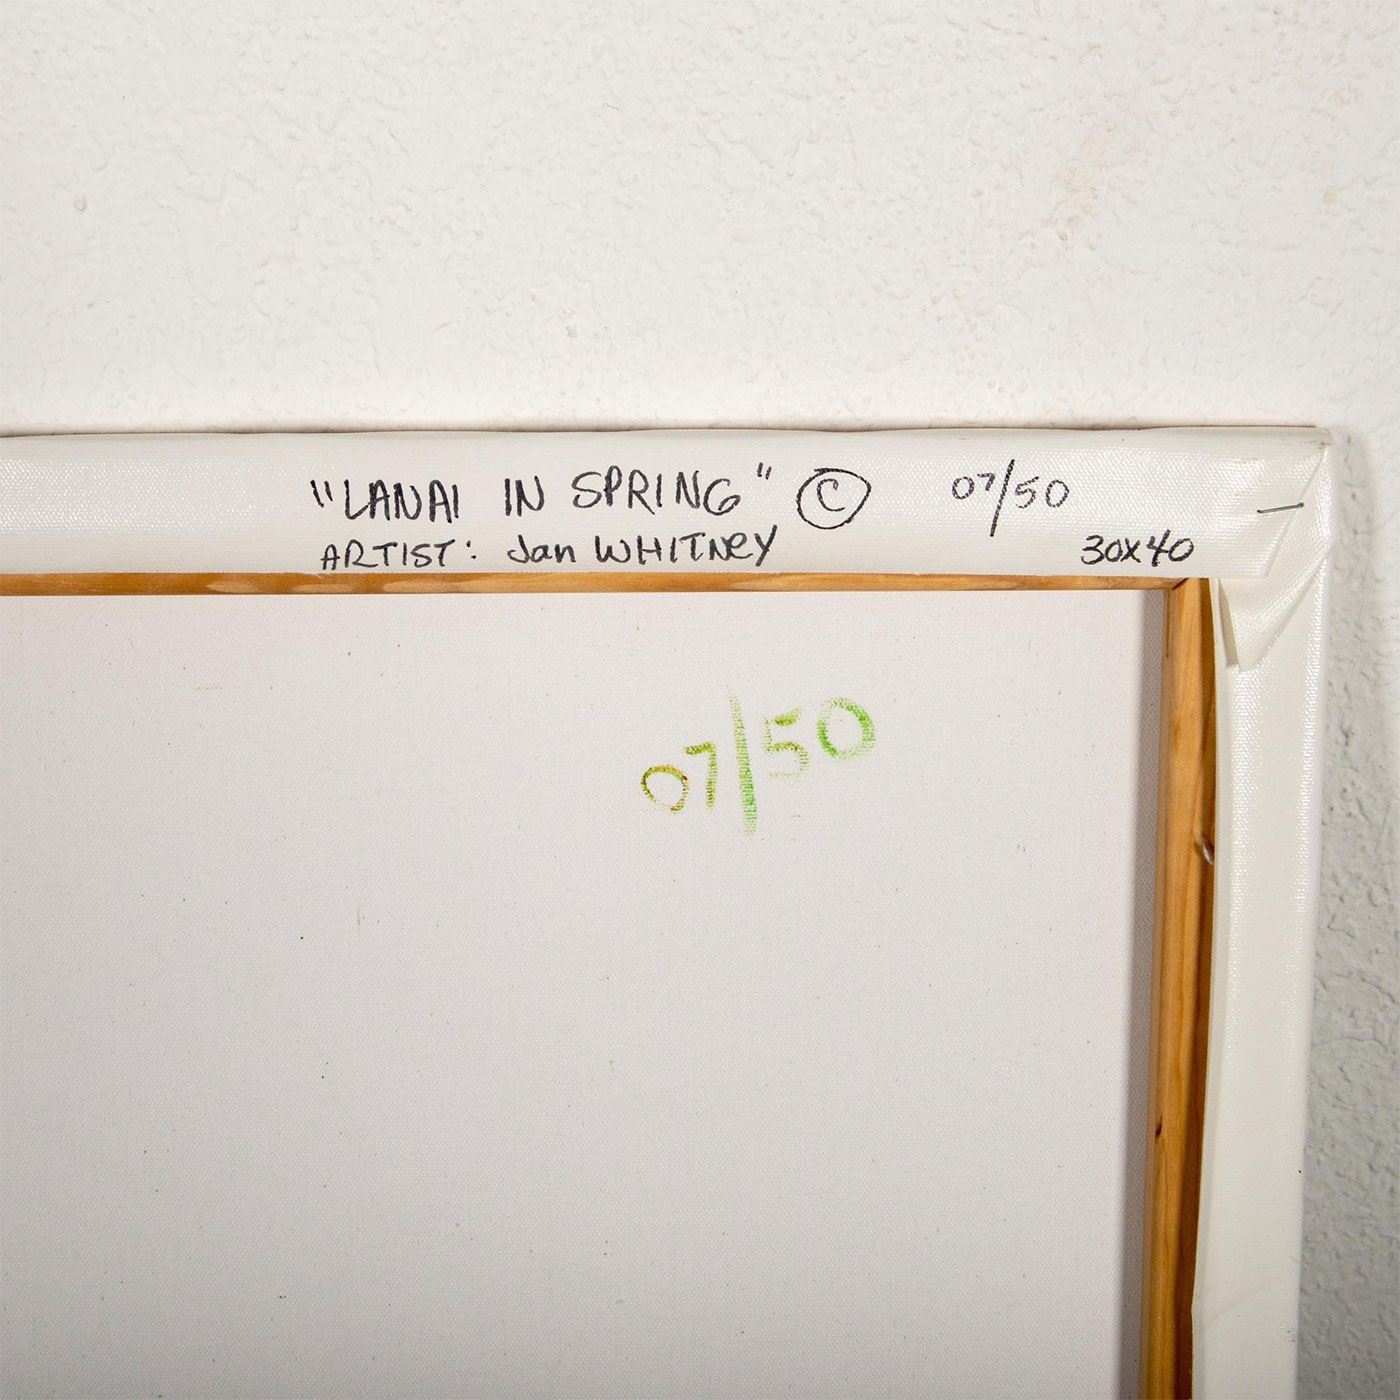 "LANAI IN SPRING" © 07/50
ARTIST: Jan WHITNeY 30x40
07/50